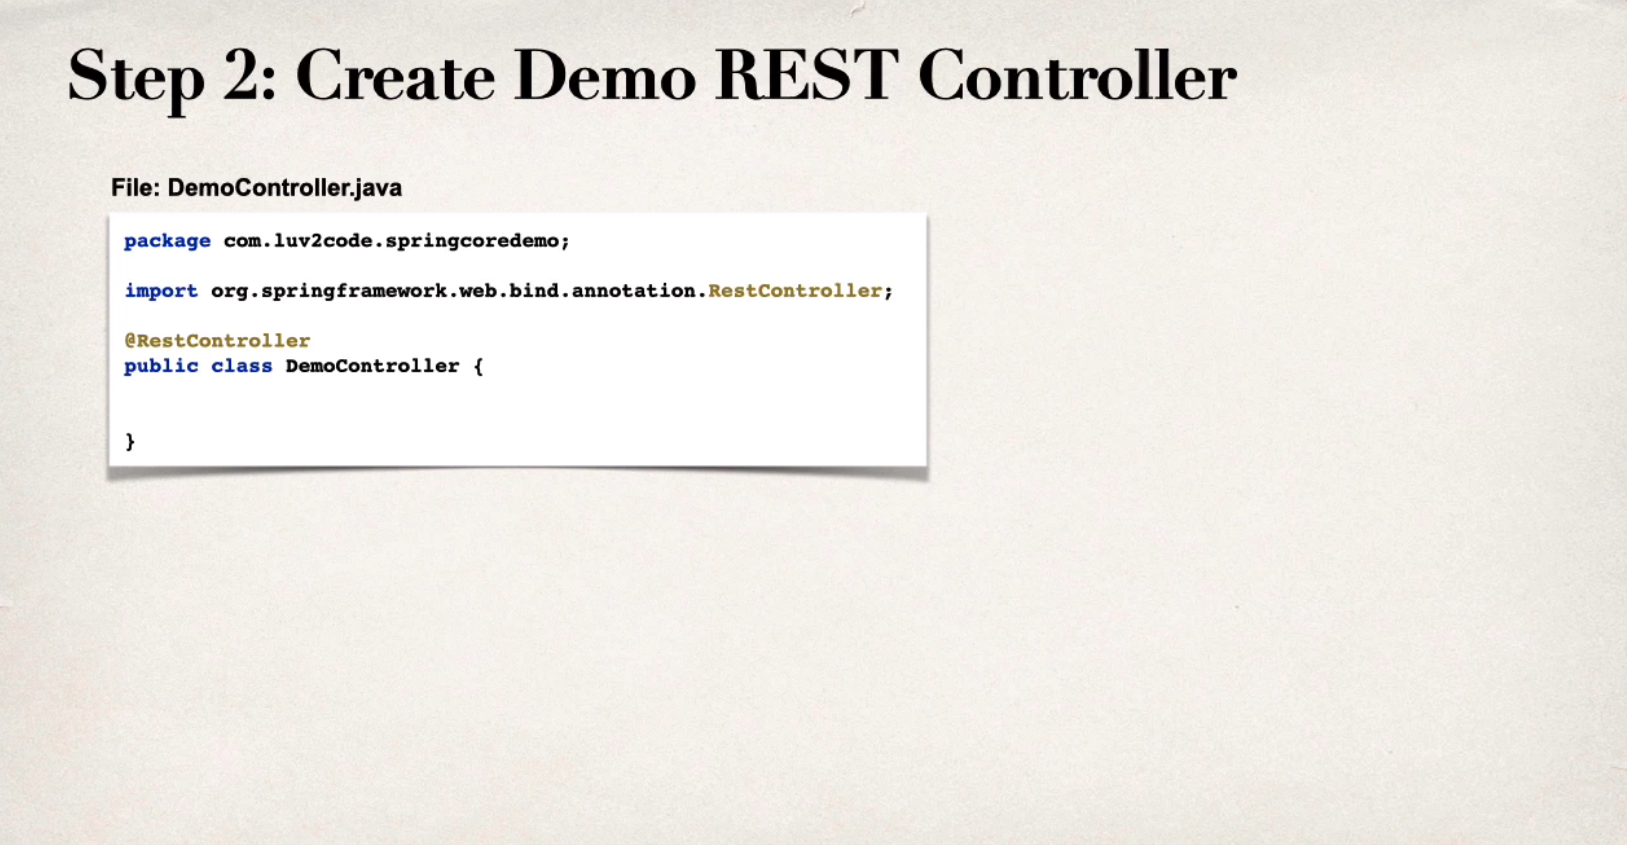 Step 2: Create Demo REST Controller
File: DemoController.java
package com.luv2code.springcoredemo;
import org.springframework.web.bind.annotation.RestController;
@RestController
public class DemoController {
}